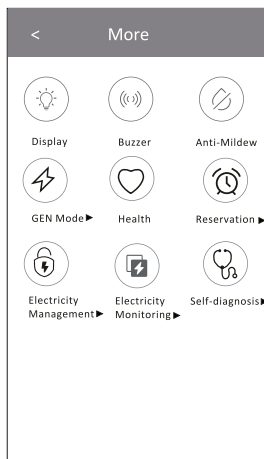 < More
Display Buzzer Anti-Mildew
GEN Mode▶ Health Reservation▶
Electricity Electricity Self-diagnosis▶
Management▶ Monitoring▶